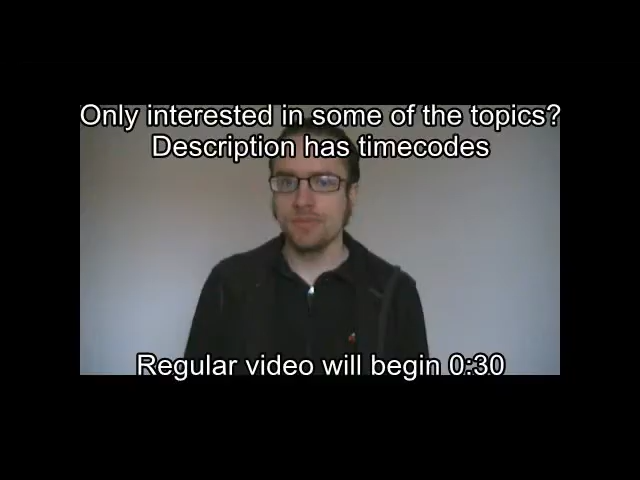 Only interested in some of the topics?
Description has timecodes
Regular video will begin 0:30